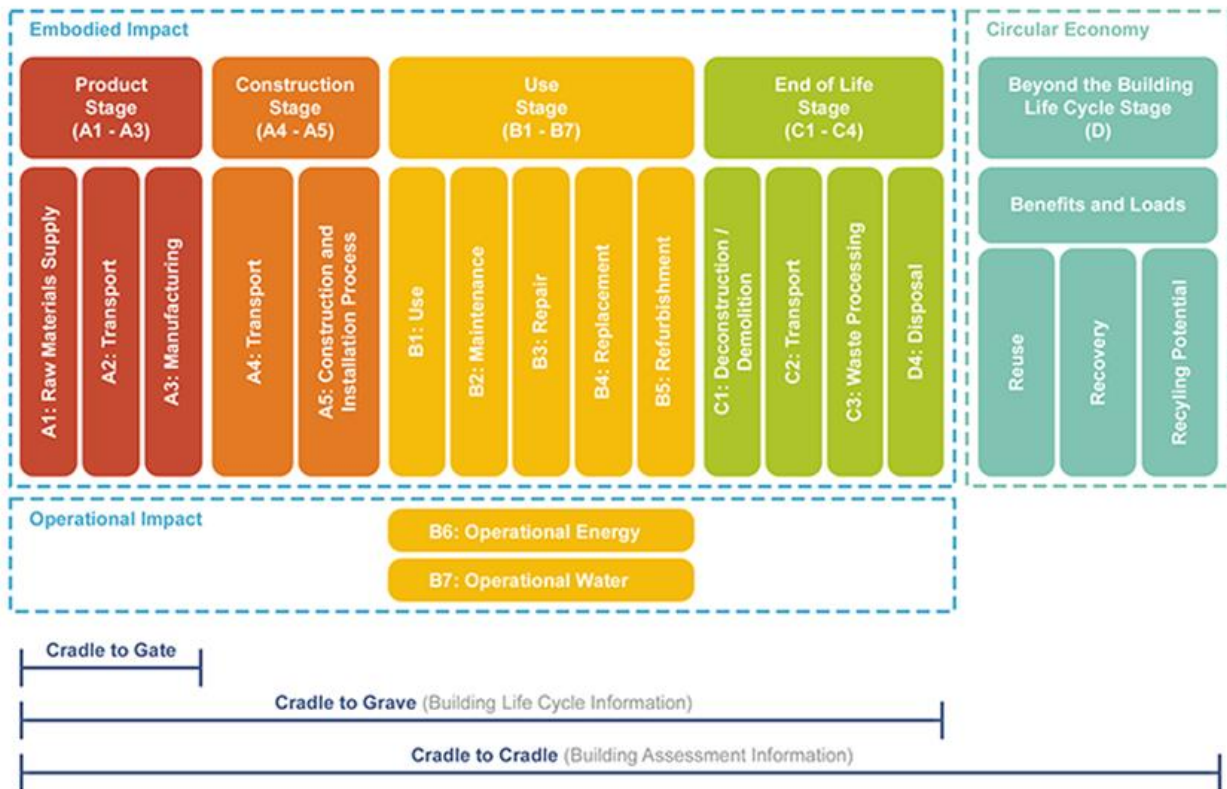 Embodied Impact
Circular Economy
Product
Stage
(A1 - A3)
Construction
Stage
(A4 - A5)
Use
Stage
(B1 - B7)
End of Life
Stage
(C1 - C4)
Beyond the Building
Life Cycle Stage
(D)
A1: Raw Materials Supply
A2: Transport
A3: Manufacturing
A4: Transport
A5: Construction and
Installation Process
B1: Use
B2: Maintenance
B3: Repair
B4: Replacement
B5: Refurbishment
C1: Deconstruction /
Demolition
C2: Transport
C3: Waste Processing
D4: Disposal
Benefits and Loads
Reuse
Recovery
Recyling Potential
Operational Impact
B6: Operational Energy
B7: Operational Water
Cradle to Gate
Cradle to Grave (Building Life Cycle Information)
Cradle to Cradle (Building Assessment Information)